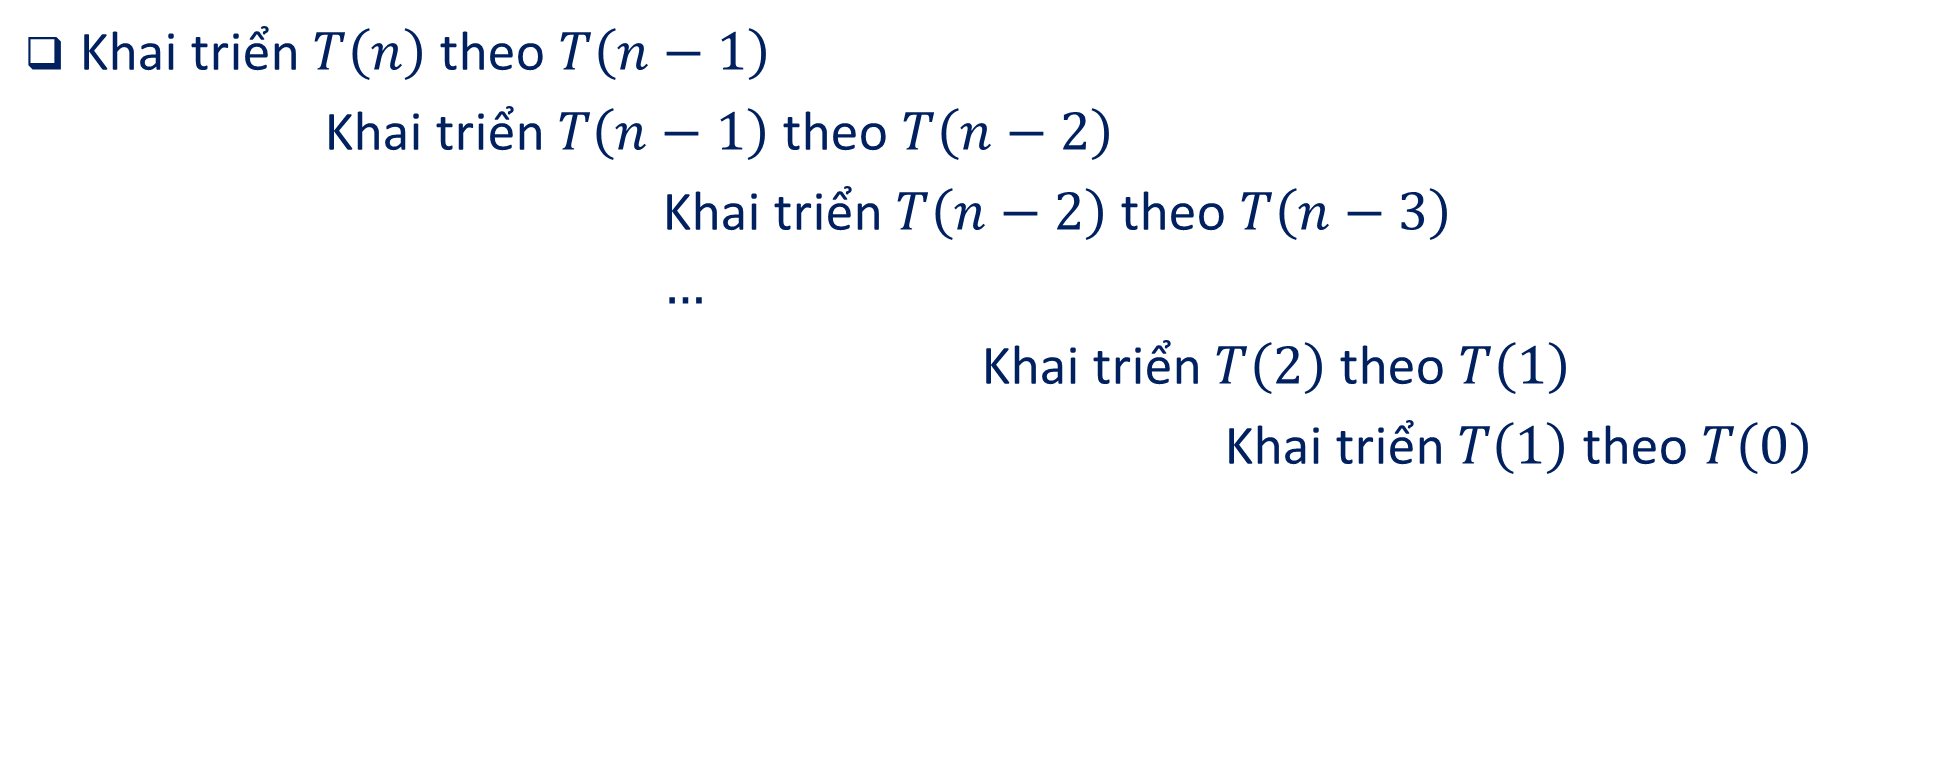 ❑ Khai triển T(n) theo T(n − 1)
Khai triển T(n − 1) theo T(n − 2)
Khai triển T(n − 2) theo T(n − 3)
...
Khai triển T(2) theo T(1)
Khai triển T(1) theo T(0)